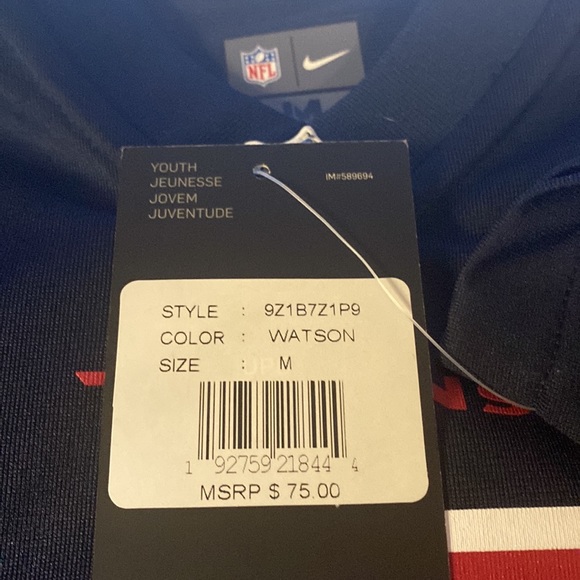 NFL
YOUTH
JEUNESSE
JOVEM
JUVENTUDE
IM#589694
STYLE : 9Z1B7Z1P9
COLOR : WATSON
SIZE : M
1 92759 21844 4
MSRP $ 75.00
NS